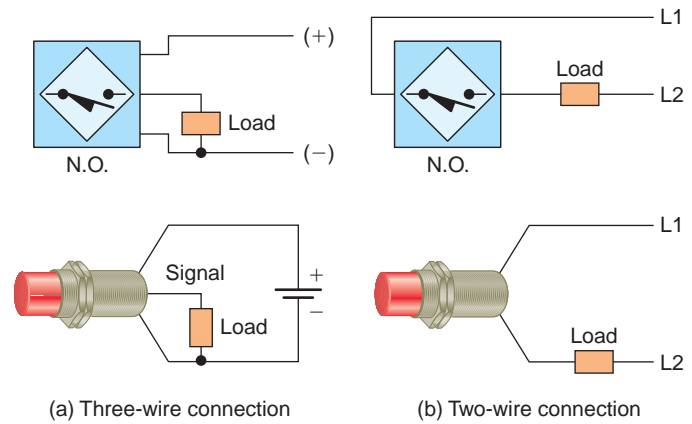 (+)
Load
(−)
N.O.
L1
Load
L2
N.O.
Signal
+
−
Load
L1
Load
L2
(a) Three-wire connection
(b) Two-wire connection